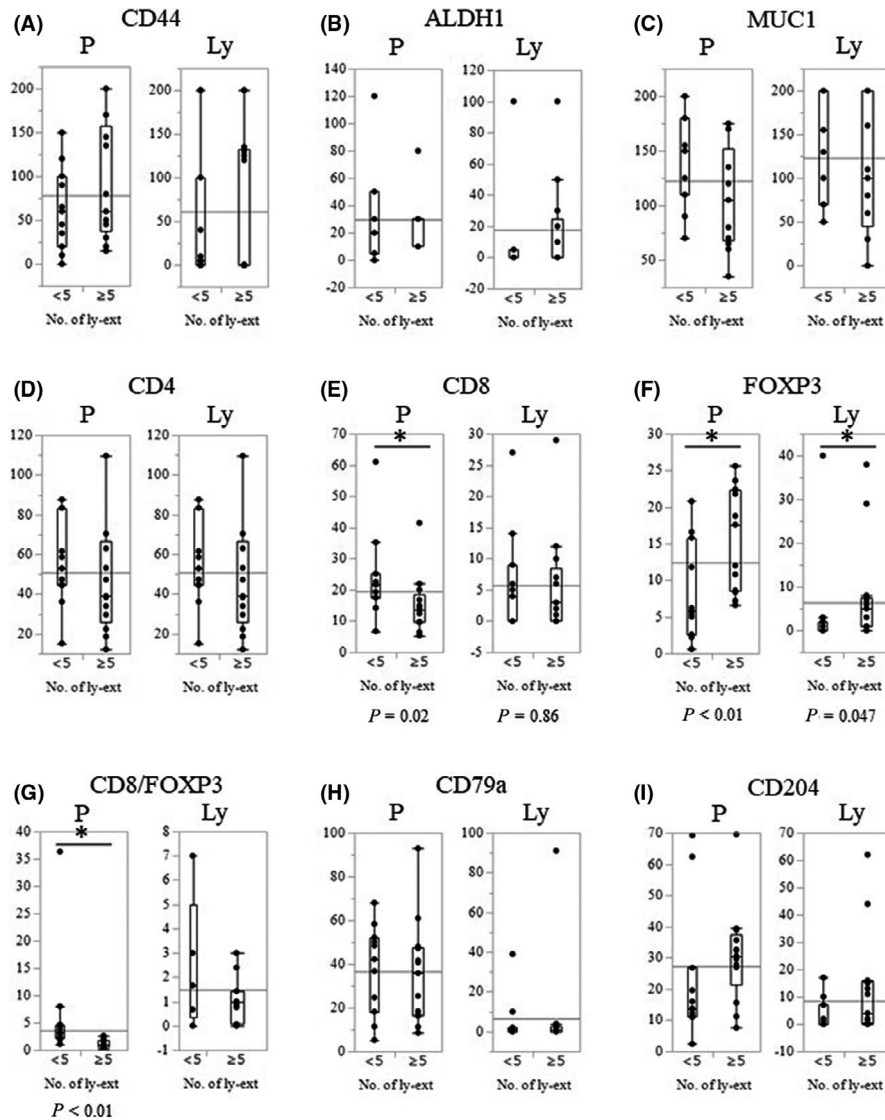 (A) CD44 (B) ALDH1 (C) MUC1
P Ly P Ly P Ly
200 200 140 120 200 200
150 150 120 100 150 150
100 100 100 80 100 100
50 50 80 60 50 50
0 0 60 40 0
40 20
20 0
0 -20
-20
<5 ≥5 <5 ≥5 <5 ≥5 <5 ≥5 <5 ≥5 <5 ≥5
No. of ly-ext No. of ly-ext No. of ly-ext No. of ly-ext No. of ly-ext No. of ly-ext
(D) CD4 (E) CD8 (F) FOXP3
P Ly P Ly P Ly
* * *
120 120 70 30 30 40
100 100 60 25 25 30
80 80 50 20 20 20
60 60 40 15 15 10
40 40 30 10 10 0
20 20 20 5 5
10 0 0
0 -5
<5 ≥5 <5 ≥5 <5 ≥5 <5 ≥5 <5 ≥5 <5 ≥5
No. of ly-ext No. of ly-ext No. of ly-ext No. of ly-ext No. of ly-ext No. of ly-ext
P = 0.02 P = 0.86 P < 0.01 P = 0.047
(G) CD8/FOXP3 (H) CD79a (I) CD204
P Ly P Ly P Ly
*
40 8 100 100 70 70
35 7 80 80 60 60
30 6 60 60 50 50
25 5 40 40 40 40
20 4 20 20 30 30
15 3 0 0 20 20
10 2 10 10
5 1 0 0
0 0 -10
-1
<5 ≥5 <5 ≥5 <5 ≥5 <5 ≥5 <5 ≥5 <5 ≥5
No. of ly-ext No. of ly-ext No. of ly-ext No. of ly-ext No. of ly-ext No. of ly-ext
P < 0.01